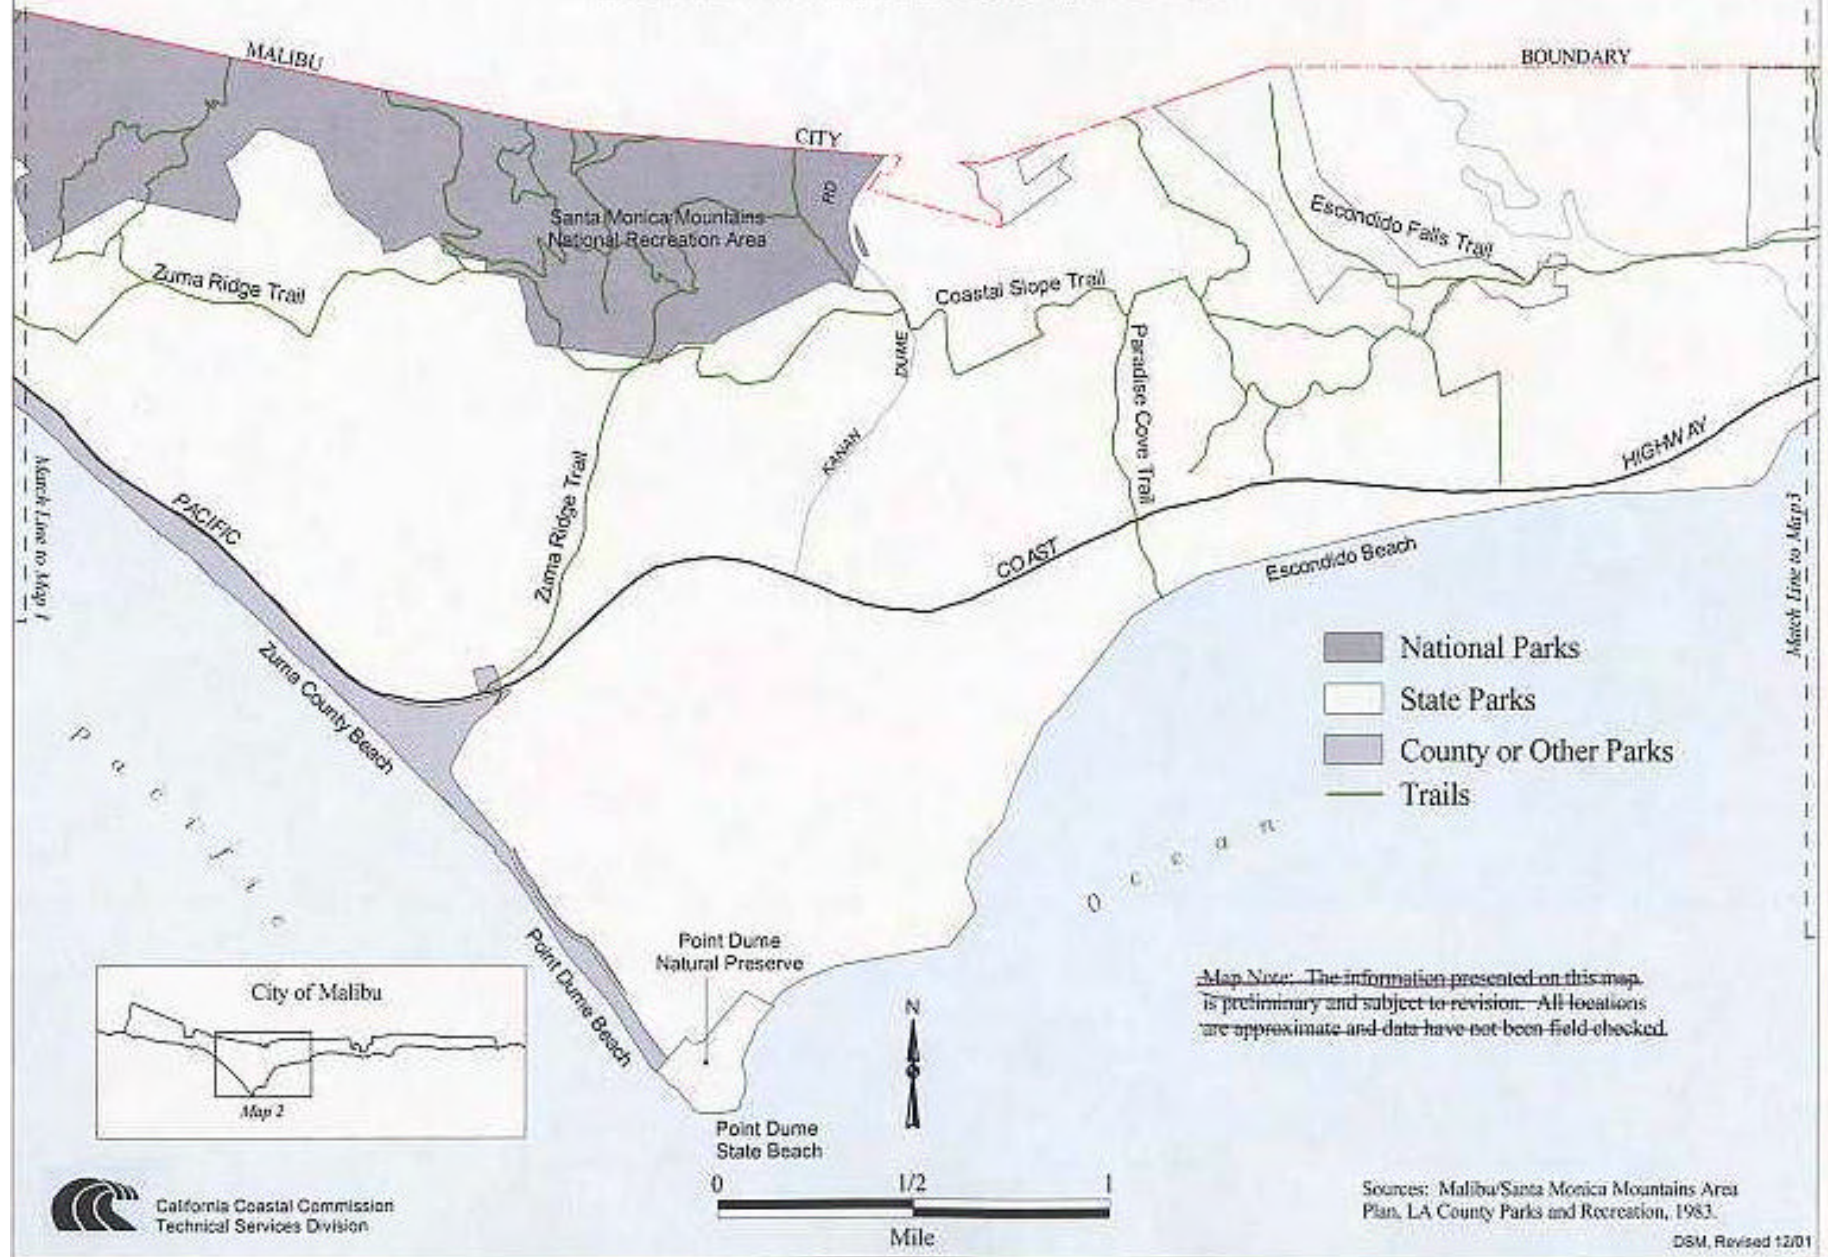 MALIBU
CITY
BOUNDARY
RD
Santa Monica Mountains
National Recreation Area
Zuma Ridge Trail
Escondido Falls Trail
Coastal Slope Trail
DUME
KANAN
Paradise Cove Trail
Zuma Ridge Trail
PACIFIC
COAST
HIGHWAY
Match Line to Map 1
Match Line to Map 3
Escondido Beach
Zuma County Beach
Pacific
Ocean
National Parks
State Parks
County or Other Parks
Trails
Point Dume
Natural Preserve
Point Dume Beach
Point Dume
State Beach
City of Malibu
Map 2
N
Map Note: The information presented on this map
is preliminary and subject to revision. All locations
are approximate and data have not been field checked.
0 1/2 1
Mile
California Coastal Commission
Technical Services Division
Sources: Malibu/Santa Monica Mountains Area
Plan, LA County Parks and Recreation, 1983.
DSM, Revised 12/01